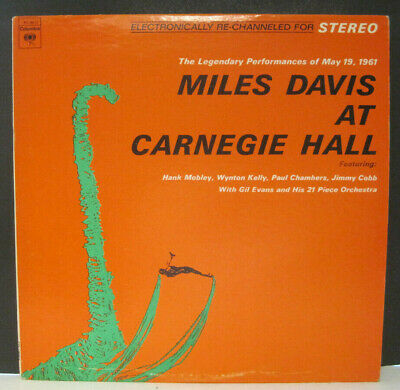 Columbia
ELECTRONICALLY RE-CHANNELED FOR STEREO
The Legendary Performances of May 19, 1961
MILES DAVIS
AT
CARNEGIE HALL
Featuring:
Hank Mobley, Wynton Kelly, Paul Chambers, Jimmy Cobb
With Gil Evans and His 21 Piece Orchestra